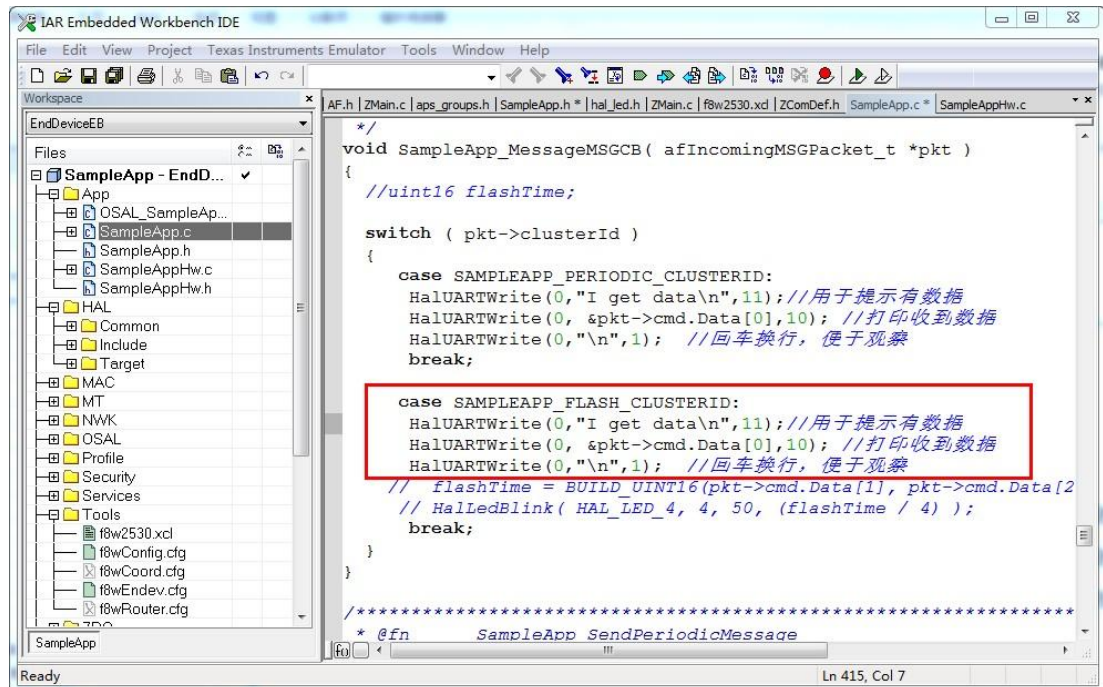 IAR Embedded Workbench IDE
File Edit View Project Texas Instruments Emulator Tools Window Help
Workspace
AF.h | ZMain.c | aps_groups.h | SampleApp.h * | hal_led.h | ZMain.c | f8w2530.xcl | ZComDef.h SampleApp.c * SampleAppHw.c
EndDeviceEB
Files
SampleApp - EndD...
App
OSAL_SampleAp...
SampleApp.c
SampleApp.h
SampleAppHw.c
SampleAppHw.h
HAL
Common
Include
Target
MAC
MT
NWK
OSAL
Profile
Security
Services
Tools
f8w2530.xcl
f8wConfig.cfg
f8wCoord.cfg
f8wEndev.cfg
f8wRouter.cfg
ZDO
SampleApp
*/
void SampleApp_MessageMSGCB( afIncomingMSGPacket_t *pkt )
{
//uint16 flashTime;
switch ( pkt->clusterId )
{
case SAMPLEAPP_PERIODIC_CLUSTERID:
HalUARTWrite(0,"I get data\n",11);//用于提示有数据
HalUARTWrite(0, &pkt->cmd.Data[0],10); //打印收到数据
HalUARTWrite(0,"\n",1); //回车换行，便于观察
break;
case SAMPLEAPP_FLASH_CLUSTERID:
HalUARTWrite(0,"I get data\n",11);//用于提示有数据
HalUARTWrite(0, &pkt->cmd.Data[0],10); //打印收到数据
HalUARTWrite(0,"\n",1); //回车换行，便于观察
// flashTime = BUILD_UINT16(pkt->cmd.Data[1], pkt->cmd.Data[2
// HalLedBlink( HAL_LED_4, 4, 50, (flashTime / 4) );
break;
}
}
/*******************************************************************
* @fn SampleApp_SendPeriodicMessage
f0
Ready
Ln 415, Col 7